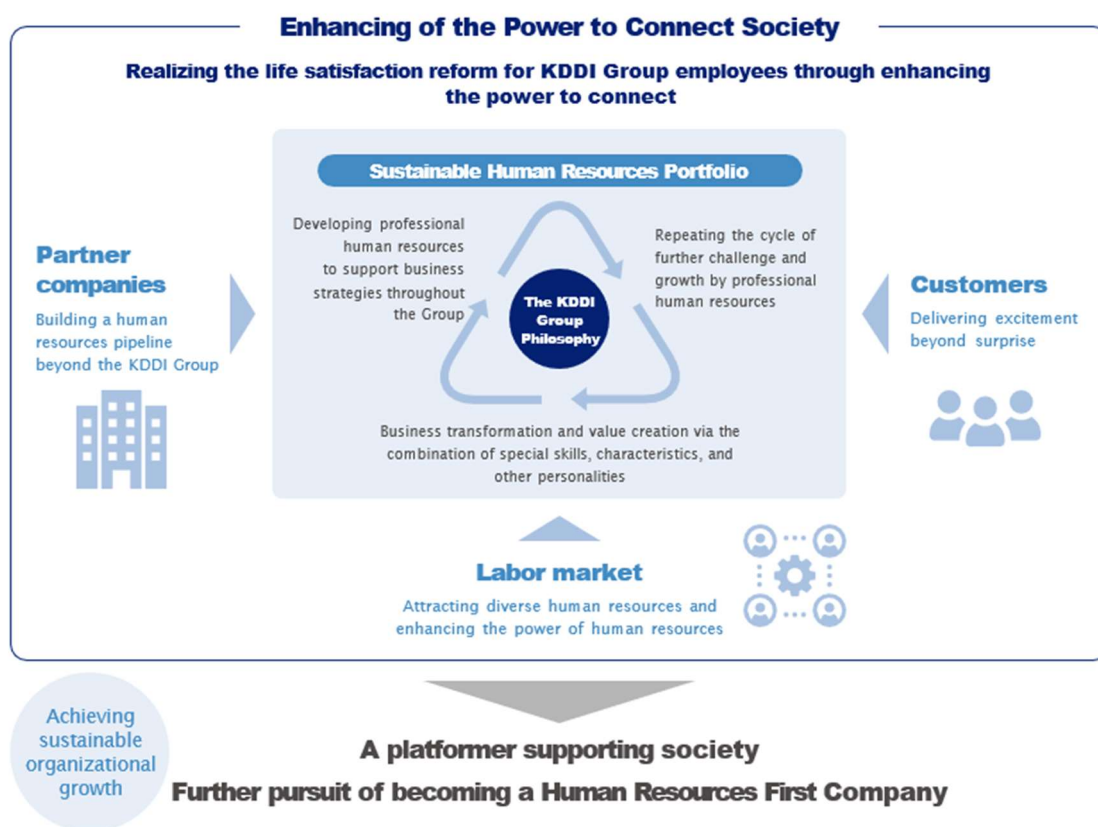 Enhancing of the Power to Connect Society
Realizing the life satisfaction reform for KDDI Group employees through enhancing
the power to connect
Sustainable Human Resources Portfolio
Developing professional
human resources
to support business
strategies throughout
the Group
Repeating the cycle of
further challenge and
growth by professional
human resources
The KDDI
Group
Philosophy
Business transformation and value creation via the
combination of special skills, characteristics, and
other personalities
Partner
companies
Building a human
resources pipeline
beyond the KDDI Group
Customers
Delivering excitement
beyond surprise
Labor market
Attracting diverse human resources and
enhancing the power of human resources
Achieving
sustainable
organizational
growth
A platformer supporting society
Further pursuit of becoming a Human Resources First Company